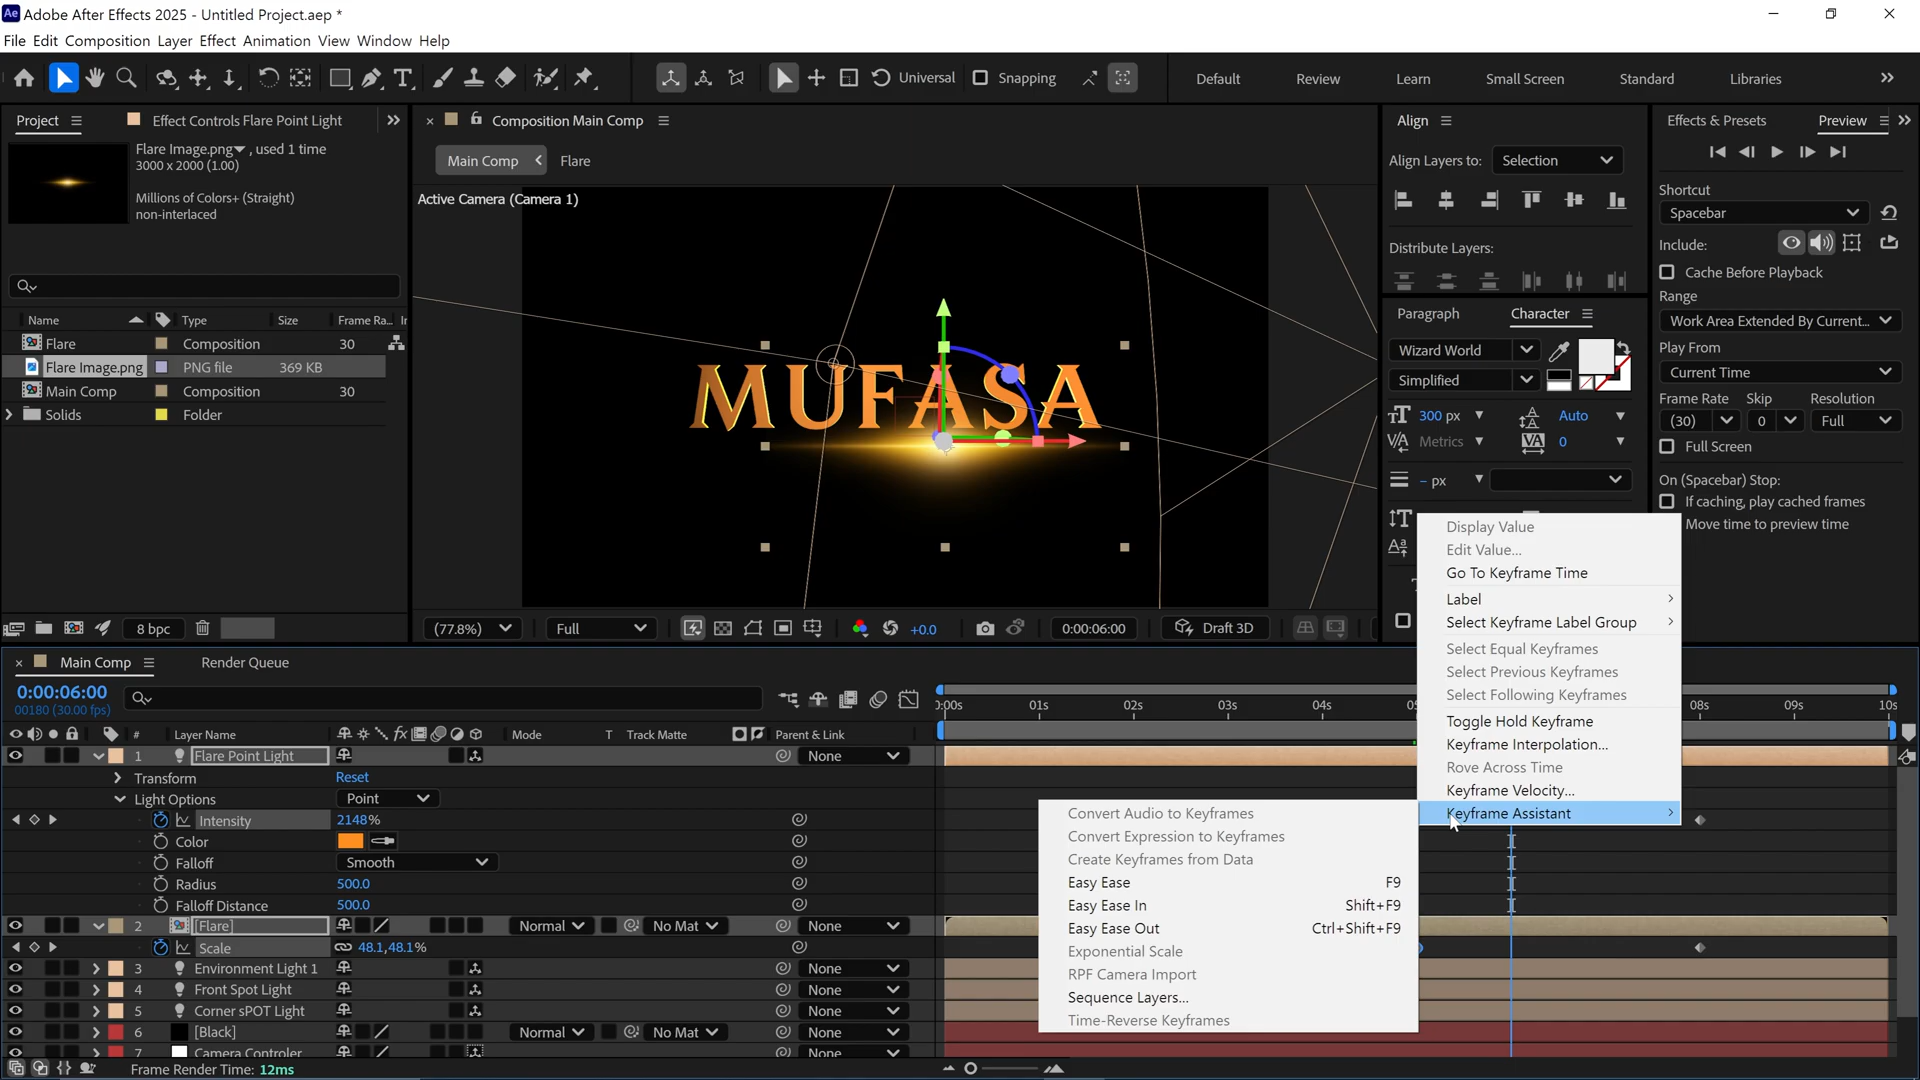 Adobe After Effects 2025 - Untitled Project.aep *
File Edit Composition Layer Effect Animation View Window Help
Universal Snapping Default Review Learn Small Screen Standard Libraries
Project Effect Controls Flare Point Light
Flare Image.png , used 1 time
3000 x 2000 (1.00)
Millions of Colors+ (Straight)
non-interlaced
Name Type Size Frame Ra...
Flare Composition 30
Flare Image.png PNG file 369 KB
Main Comp Composition 30
Solids Folder
8 bpc
Composition Main Comp
Main Comp Flare
Active Camera (Camera 1)
MUFASA
(77.8%) Full +0.0 0:00:06:00 Draft 3D
Align
Align Layers to: Selection
Distribute Layers:
Paragraph Character
Wizard World
Simplified
300 px Auto
Metrics 0
- px
Effects & Presets Preview
Shortcut
Spacebar
Include:
Cache Before Playback
Range
Work Area Extended By Current...
Play From
Current Time
Frame Rate Skip Resolution
(30) 0 Full
Full Screen
On (Spacebar) Stop:
If caching, play cached frames
Move time to preview time
Display Value
Edit Value...
Go To Keyframe Time
Label
Select Keyframe Label Group
Select Equal Keyframes
Select Previous Keyframes
Select Following Keyframes
Toggle Hold Keyframe
Keyframe Interpolation...
Rove Across Time
Keyframe Velocity...
Keyframe Assistant
Convert Audio to Keyframes
Convert Expression to Keyframes
Create Keyframes from Data
Easy Ease F9
Easy Ease In Shift+F9
Easy Ease Out Ctrl+Shift+F9
Exponential Scale
RPF Camera Import
Sequence Layers...
Time-Reverse Keyframes
Main Comp Render Queue
0:00:06:00
00180 (30.00 fps)
01s 02s 03s 04s 08s 09s 10s
# Layer Name Mode T Track Matte Parent & Link
1 Flare Point Light None
Transform Reset
Light Options Point
Intensity 2148%
Color
Falloff Smooth
Radius 500.0
Falloff Distance 500.0
2 [Flare] Normal No Mat None
Scale 48.1,48.1%
3 Environment Light 1 None
4 Front Spot Light None
5 Corner sPOT Light None
6 [Black] Normal No Mat None
7 Camera Controler None
Frame Render Time: 12ms